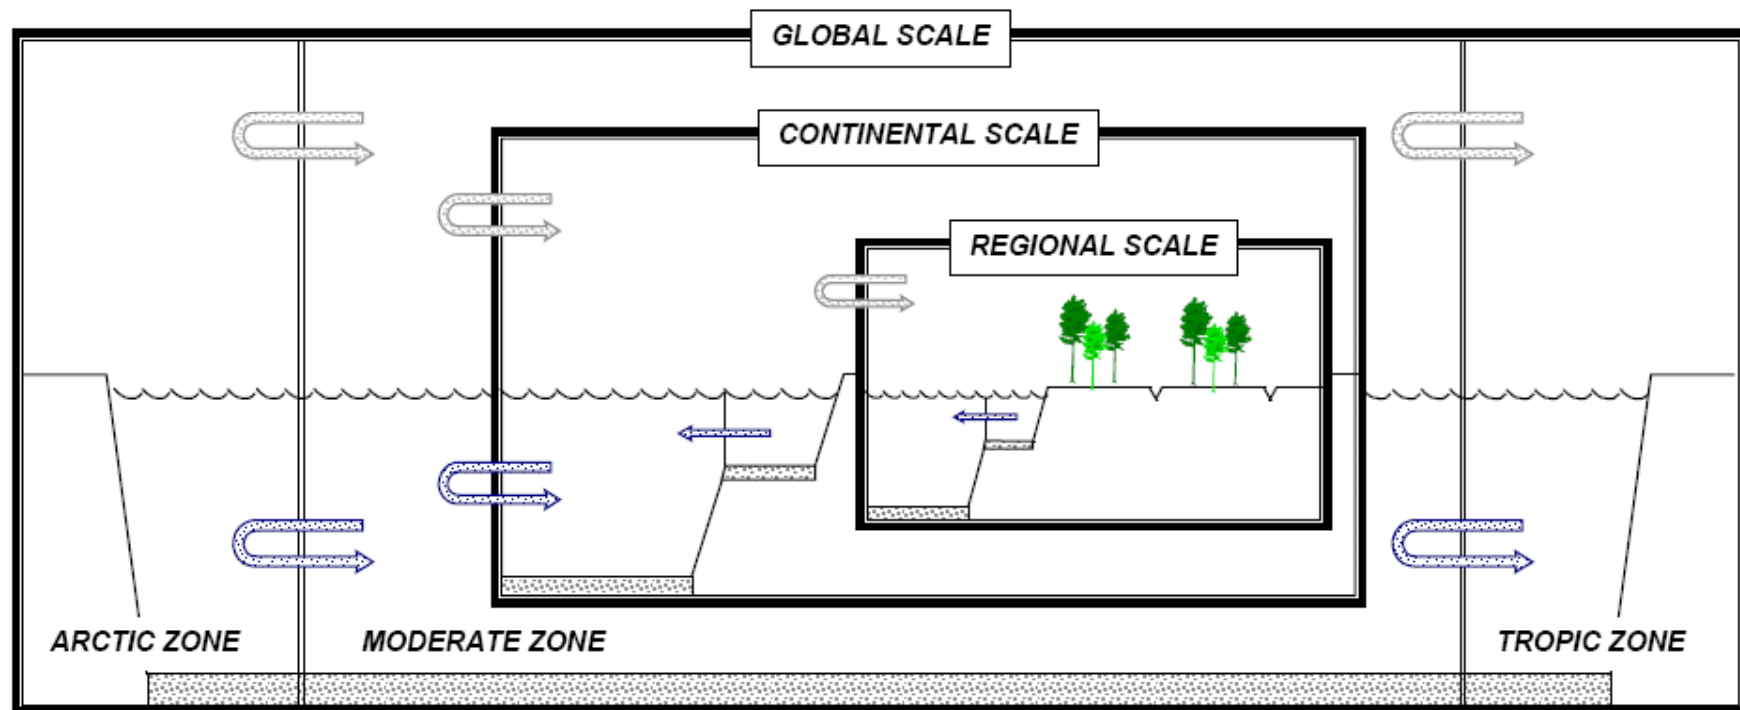 GLOBAL SCALE
CONTINENTAL SCALE
REGIONAL SCALE
ARCTIC ZONE
MODERATE ZONE
TROPIC ZONE